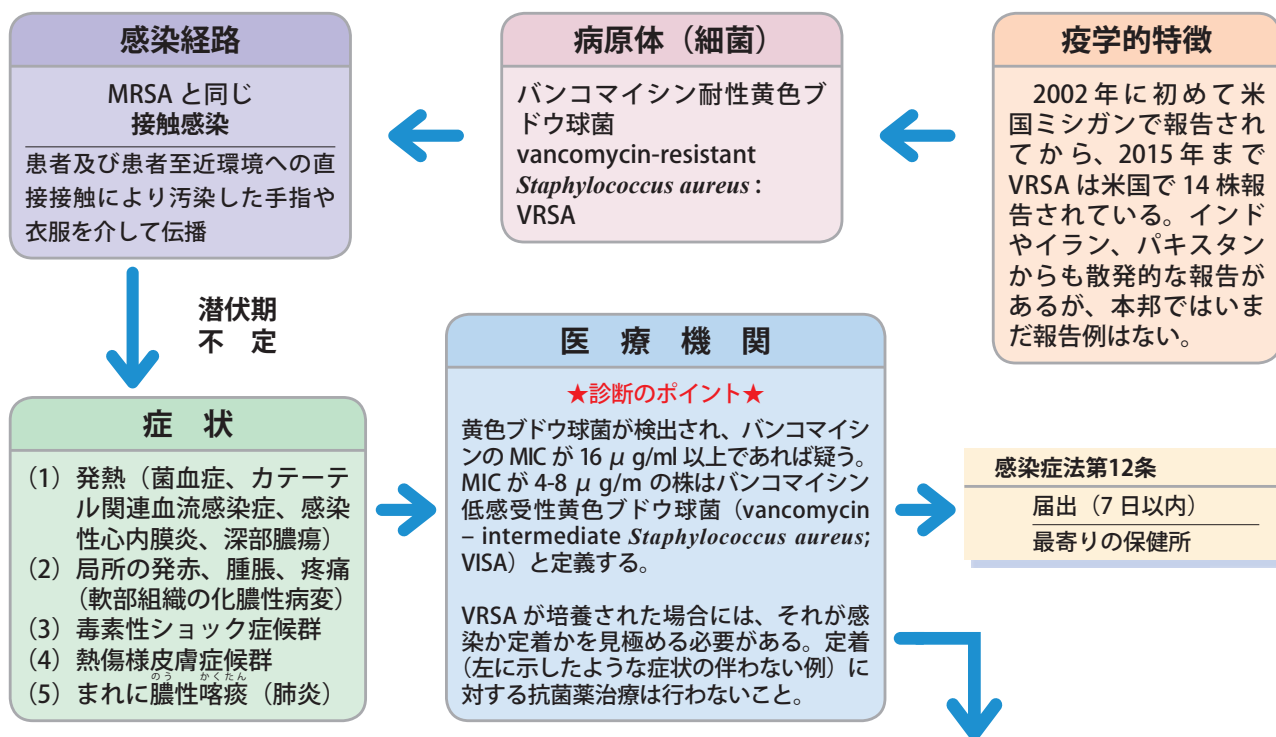 感染経路
MRSA と同じ
接触感染
患者及び患者至近環境への直
接接触により汚染した手指や
衣服を介して伝播
病原体（細菌）
バンコマイシン耐性黄色ブ
ドウ球菌
vancomycin-resistant
Staphylococcus aureus：
VRSA
疫学的特徴
2002 年に初めて米
国ミシガンで報告され
てから、2015 年まで
VRSA は米国で 14 株報
告されている。インド
やイラン、パキスタン
からも散発的な報告が
あるが、本邦ではいま
だ報告例はない。
潜伏期
不　定
症　状
（1）発熱（菌血症、カテーテ
ル関連血流感染症、感染
性心内膜炎、深部膿瘍）
（2）局所の発赤、腫脹、疼痛
（軟部組織の化膿性病変）
（3）毒素性ショック症候群
（4）熱傷様皮膚症候群
のう　かくたん
（5）まれに膿性喀痰（肺炎）
医　療　機　関
★診断のポイント★
黄色ブドウ球菌が検出され、バンコマイシ
ンの MIC が 16 μ g/ml 以上であれば疑う。
MIC が 4-8 μ g/m の株はバンコマイシン
低感受性黄色ブドウ球菌（vancomycin
– intermediate Staphylococcus aureus;
VISA）と定義する。
VRSA が培養された場合には、それが感
染か定着かを見極める必要がある。定着
（左に示したような症状の伴わない例）に
対する抗菌薬治療は行わないこと。
感染症法第12条
届出（7 日以内）
最寄りの保健所